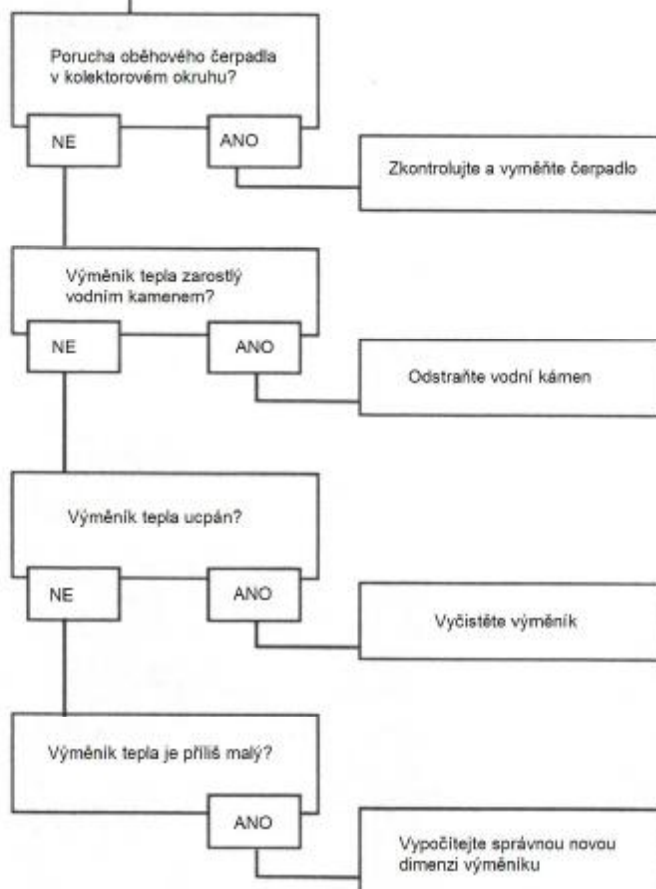 Porucha oběhového čerpadla
v kolektorovém okruhu?
NE
ANO
Zkontrolujte a vyměňte čerpadlo
Výměník tepla zarostlý
vodním kamenem?
NE
ANO
Odstraňte vodní kámen
Výměník tepla ucpán?
NE
ANO
Vyčistěte výměník
Výměník tepla je příliš malý?
ANO
Vypočítejte správnou novou
dimenzi výměníku